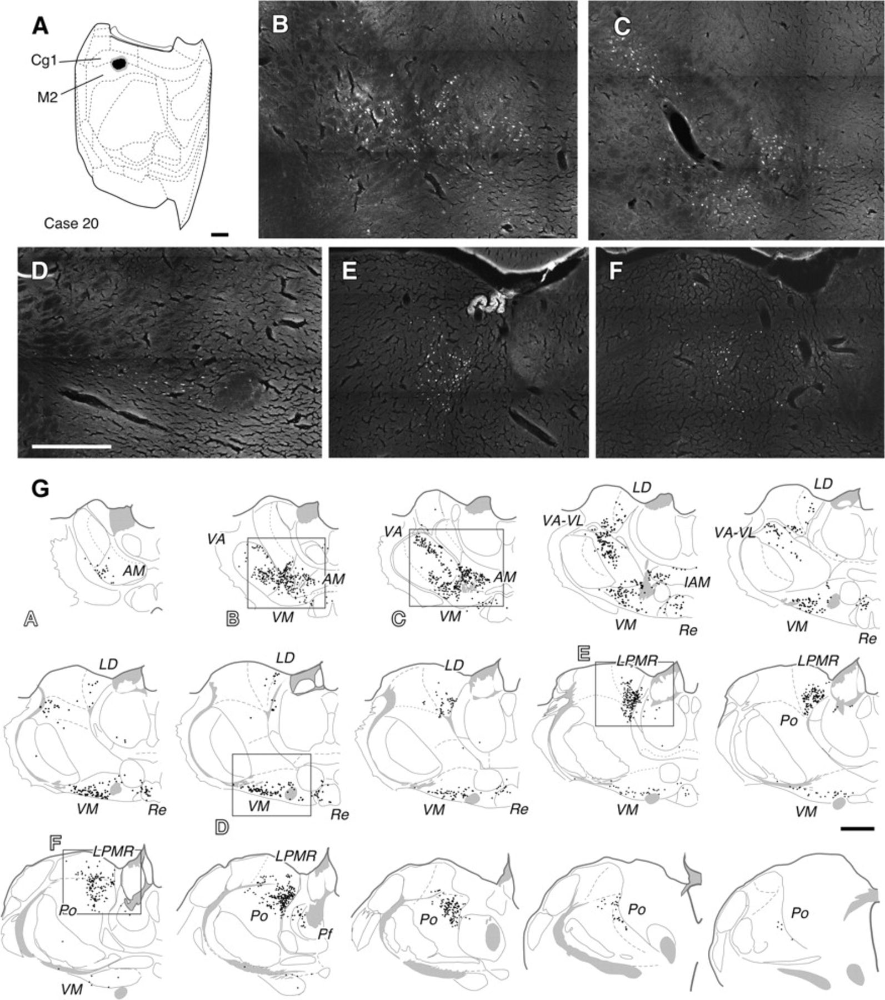 A
Cg1
M2
Case 20
B
C
D
E
F
G
LD
LD
VA
VA
VA-VL
VA-VL
AM
AM
AM
IAM
A
B
VM
C
VM
VM
Re
VM
Re
LD
LD
LD
E
LPMR
LPMR
Po
VM
Re
VM
Re
VM
Re
VM
VM
D
F
LPMR
LPMR
Po
Po
Pf
Po
Po
Po
VM